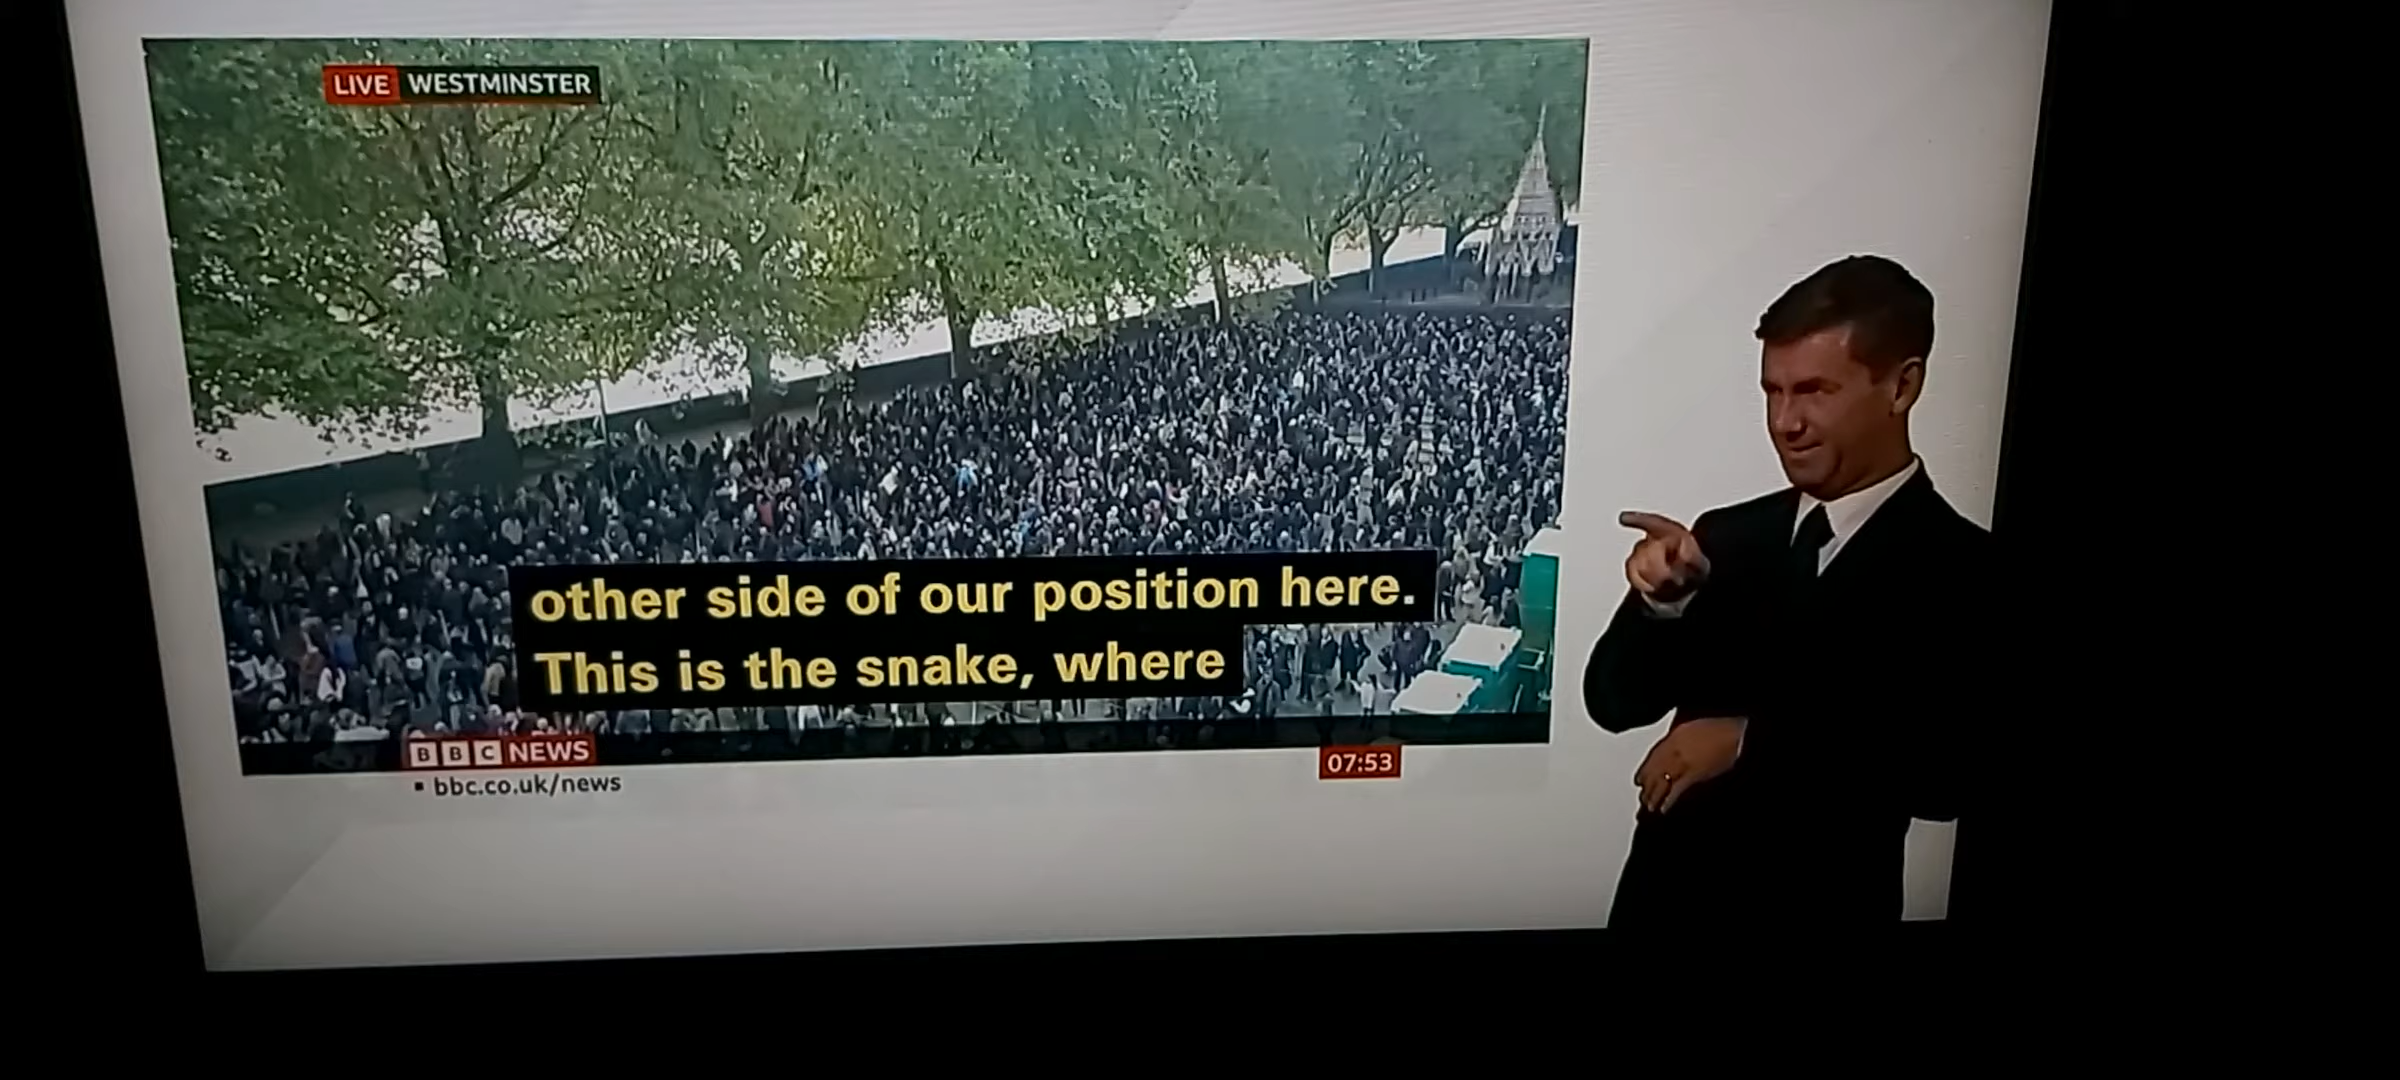 LIVE WESTMINSTER
other side of our position here.
This is the snake, where
BBC NEWS
07:53
bbc.co.uk/news